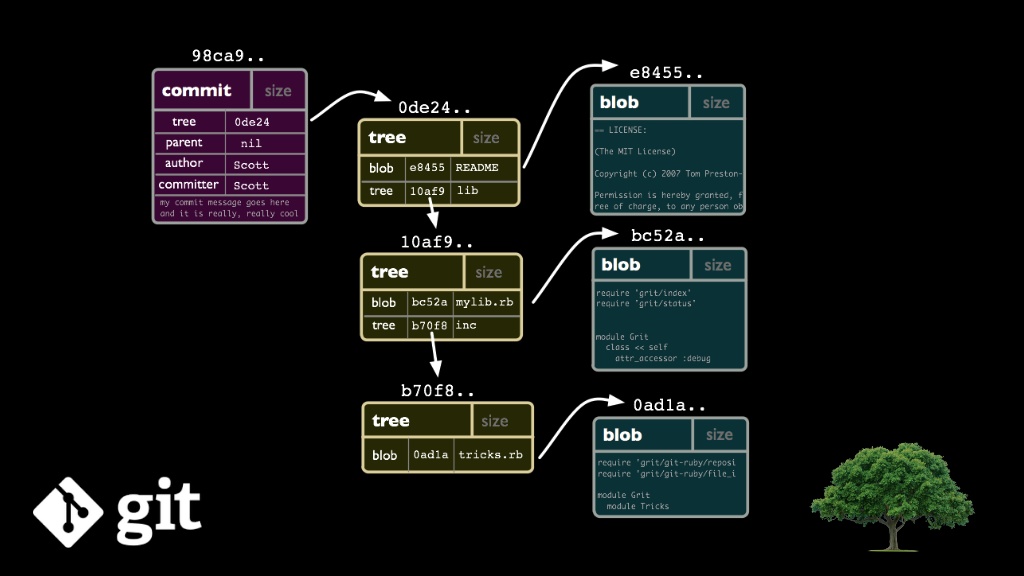 98ca9..
commit size
tree 0de24
parent nil
author Scott
committer Scott
my commit message goes here
and it is really, really cool
0de24..
tree size
blob e8455 README
tree 10af9 lib
10af9..
tree size
blob bc52a mylib.rb
tree b70f8 inc
b70f8..
tree size
blob 0ad1a tricks.rb
e8455..
blob size
== LICENSE:
(The MIT License)
Copyright (c) 2007 Tom Preston-
Permission is hereby granted, f
ree of charge, to any person ob
bc52a..
blob size
require 'grit/index'
require 'grit/status'
module Grit
class << self
attr_accessor :debug
0ad1a..
blob size
require 'grit/git-ruby/reposi
require 'grit/git-ruby/file_i
module Grit
module Tricks
git